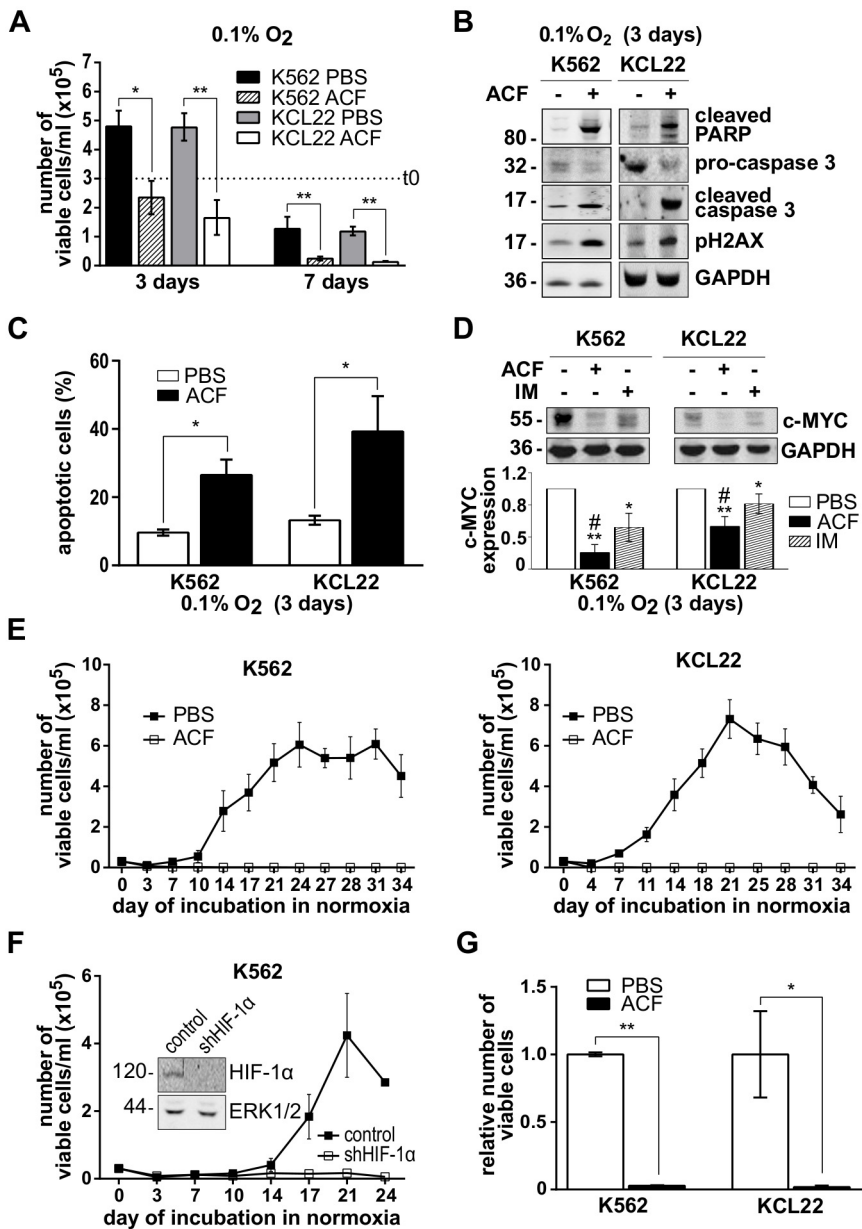 A
0.1% O2
number of
viable cells/ml (x10^5)
5
4
3
2
1
0
K562 PBS
K562 ACF
KCL22 PBS
KCL22 ACF
* ** ** **
t0
3 days 7 days
B
0.1% O2 (3 days)
K562 KCL22
ACF - + - +
80 - cleaved
PARP
32 - pro-caspase 3
17 - cleaved
caspase 3
17 - pH2AX
36 - GAPDH
C
apoptotic cells (%)
60
40
20
0
PBS
ACF
* *
K562 KCL22
0.1% O2 (3 days)
D
K562 KCL22
ACF - + - - + -
IM - - + - - +
55 - c-MYC
36 - GAPDH
c-MYC
expression
1.2
0.8
0.5
0
# ** * # ** *
PBS
ACF
IM
K562 KCL22
0.1% O2 (3 days)
E
K562
number of
viable cells/ml (x10^5)
10
8
6
4
2
0
PBS
ACF
0 3 7 10 14 17 21 24 27 28 31 34
day of incubation in normoxia
KCL22
number of
viable cells/ml (x10^5)
10
8
6
4
2
0
PBS
ACF
0 4 7 11 14 18 21 25 28 31 34
day of incubation in normoxia
F
K562
number of
viable cells/ml (x10^5)
6
4
2
0
control shHIF-1α
120- HIF-1α
44- ERK1/2
control
shHIF-1α
0 3 7 10 14 17 21 24
day of incubation in normoxia
G
relative number of
viable cells
1.5
1.0
0.5
0
PBS
ACF
** *
K562 KCL22